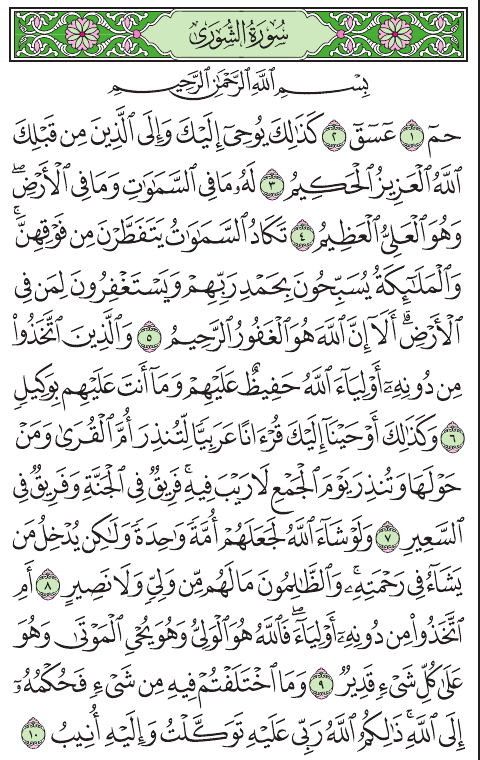 سُورَةُ الشُّورَىٰ
بِسْمِ ٱللَّهِ ٱلرَّحْمَٰنِ ٱلرَّحِيمِ
حمٓ ١ عٓسٓقٓ ٢ كَذَٰلِكَ يُوحِىٓ إِلَيْكَ وَإِلَى ٱلَّذِينَ مِن قَبْلِكَ
ٱللَّهُ ٱلْعَزِيزُ ٱلْحَكِيمُ ٣ لَهُۥ مَا فِى ٱلسَّمَٰوَٰتِ وَمَا فِى ٱلْأَرْضِۖ
وَهُوَ ٱلْعَلِىُّ ٱلْعَظِيمُ ٤ تَكَادُ ٱلسَّمَٰوَٰتُ يَتَفَطَّرْنَ مِن فَوْقِهِنَّۚ
وَٱلْمَلَٰٓئِكَةُ يُسَبِّحُونَ بِحَمْدِ رَبِّهِمْ وَيَسْتَغْفِرُونَ لِمَن فِى
ٱلْأَرْضِۗ أَلَآ إِنَّ ٱللَّهَ هُوَ ٱلْغَفُورُ ٱلرَّحِيمُ ٥ وَٱلَّذِينَ ٱتَّخَذُوا۟
مِن دُونِهِۦٓ أَوْلِيَآءَ ٱللَّهُ حَفِيظٌ عَلَيْهِمْ وَمَآ أَنتَ عَلَيْهِم بِوَكِيلٍ
٦ وَكَذَٰلِكَ أَوْحَيْنَآ إِلَيْكَ قُرْءَانًا عَرَبِيًّا لِّتُنذِرَ أُمَّ ٱلْقُرَىٰ وَمَنْ
حَوْلَهَا وَتُنذِرَ يَوْمَ ٱلْجَمْعِ لَا رَيْبَ فِيهِۚ فَرِيقٌ فِى ٱلْجَنَّةِ وَفَرِيقٌ فِى
ٱلسَّعِيرِ ٧ وَلَوْ شَآءَ ٱللَّهُ لَجَعَلَهُمْ أُمَّةً وَٰحِدَةً وَلَٰكِن يُدْخِلُ مَن
يَشَآءُ فِى رَحْمَتِهِۦۚ وَٱلظَّٰلِمُونَ مَا لَهُم مِّن وَلِىٍّ وَلَا نَصِيرٍ ٨ أَمِ
ٱتَّخَذُوا۟ مِن دُونِهِۦٓ أَوْلِيَآءَۖ فَٱللَّهُ هُوَ ٱلْوَلِىُّ وَهُوَ يُحْىِ ٱلْمَوْتَىٰ وَهُوَ
عَلَىٰ كُلِّ شَىْءٍ قَدِيرٌ ٩ وَمَا ٱخْتَلَفْتُمْ فِيهِ مِن شَىْءٍ فَحُكْمُهُۥٓ
إِلَى ٱللَّهِۚ ذَٰلِكُمُ ٱللَّهُ رَبِّى عَلَيْهِ تَوَكَّلْتُ وَإِلَيْهِ أُنِيبُ ١٠